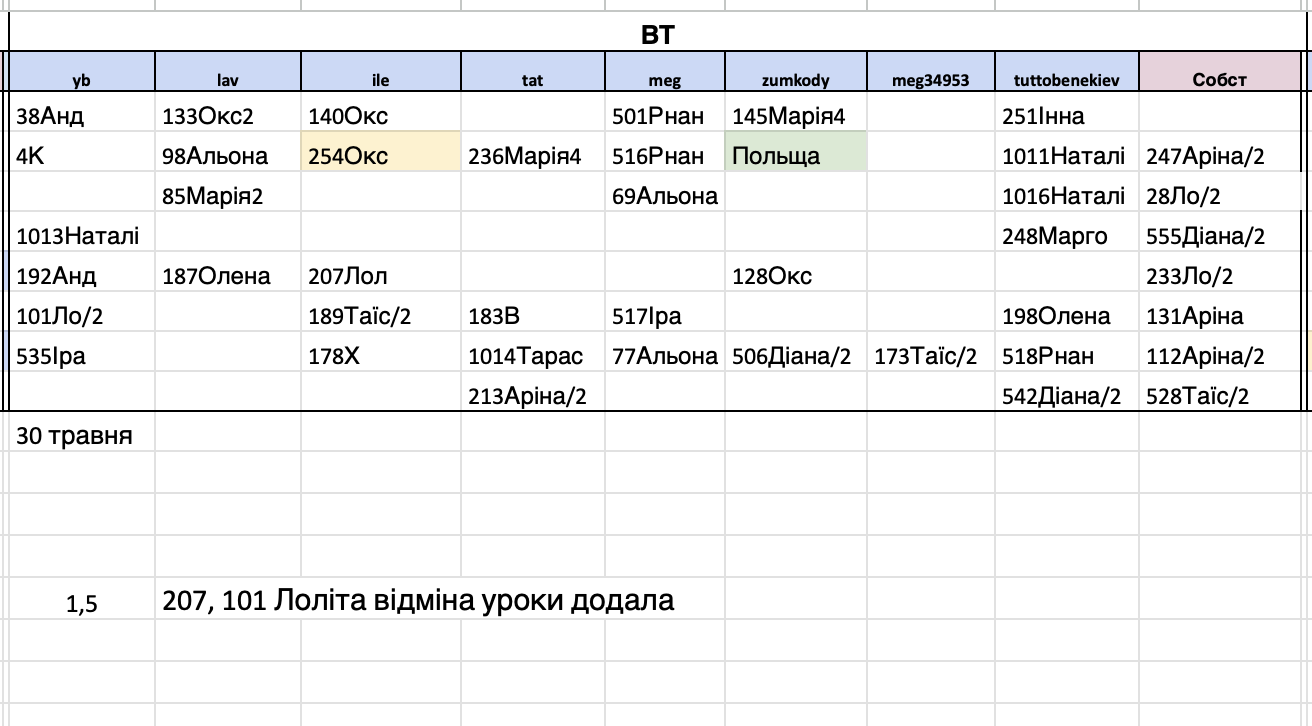 ВТ
yb lav ile tat meg zumkody meg34953 tuttobenekiev Собст
38Анд 133Окс2 140Окс 501Рнан 145Марія4 251Інна
4К 98Альона 254Окс 236Марія4 516Рнан Польща 1011Наталі 247Аріна/2
85Марія2 69Альона 1016Наталі 28Ло/2
1013Наталі 248Марго 555Діана/2
192Анд 187Олена 207Лол 128Окс 233Ло/2
101Ло/2 189Таїс/2 183В 517Іра 198Олена 131Аріна
535Іра 178Х 1014Тарас 77Альона 506Діана/2 173Таїс/2 518Рнан 112Аріна/2
213Аріна/2 542Діана/2 528Таїс/2
30 травня
1,5 207, 101 Лоліта відміна уроки додала